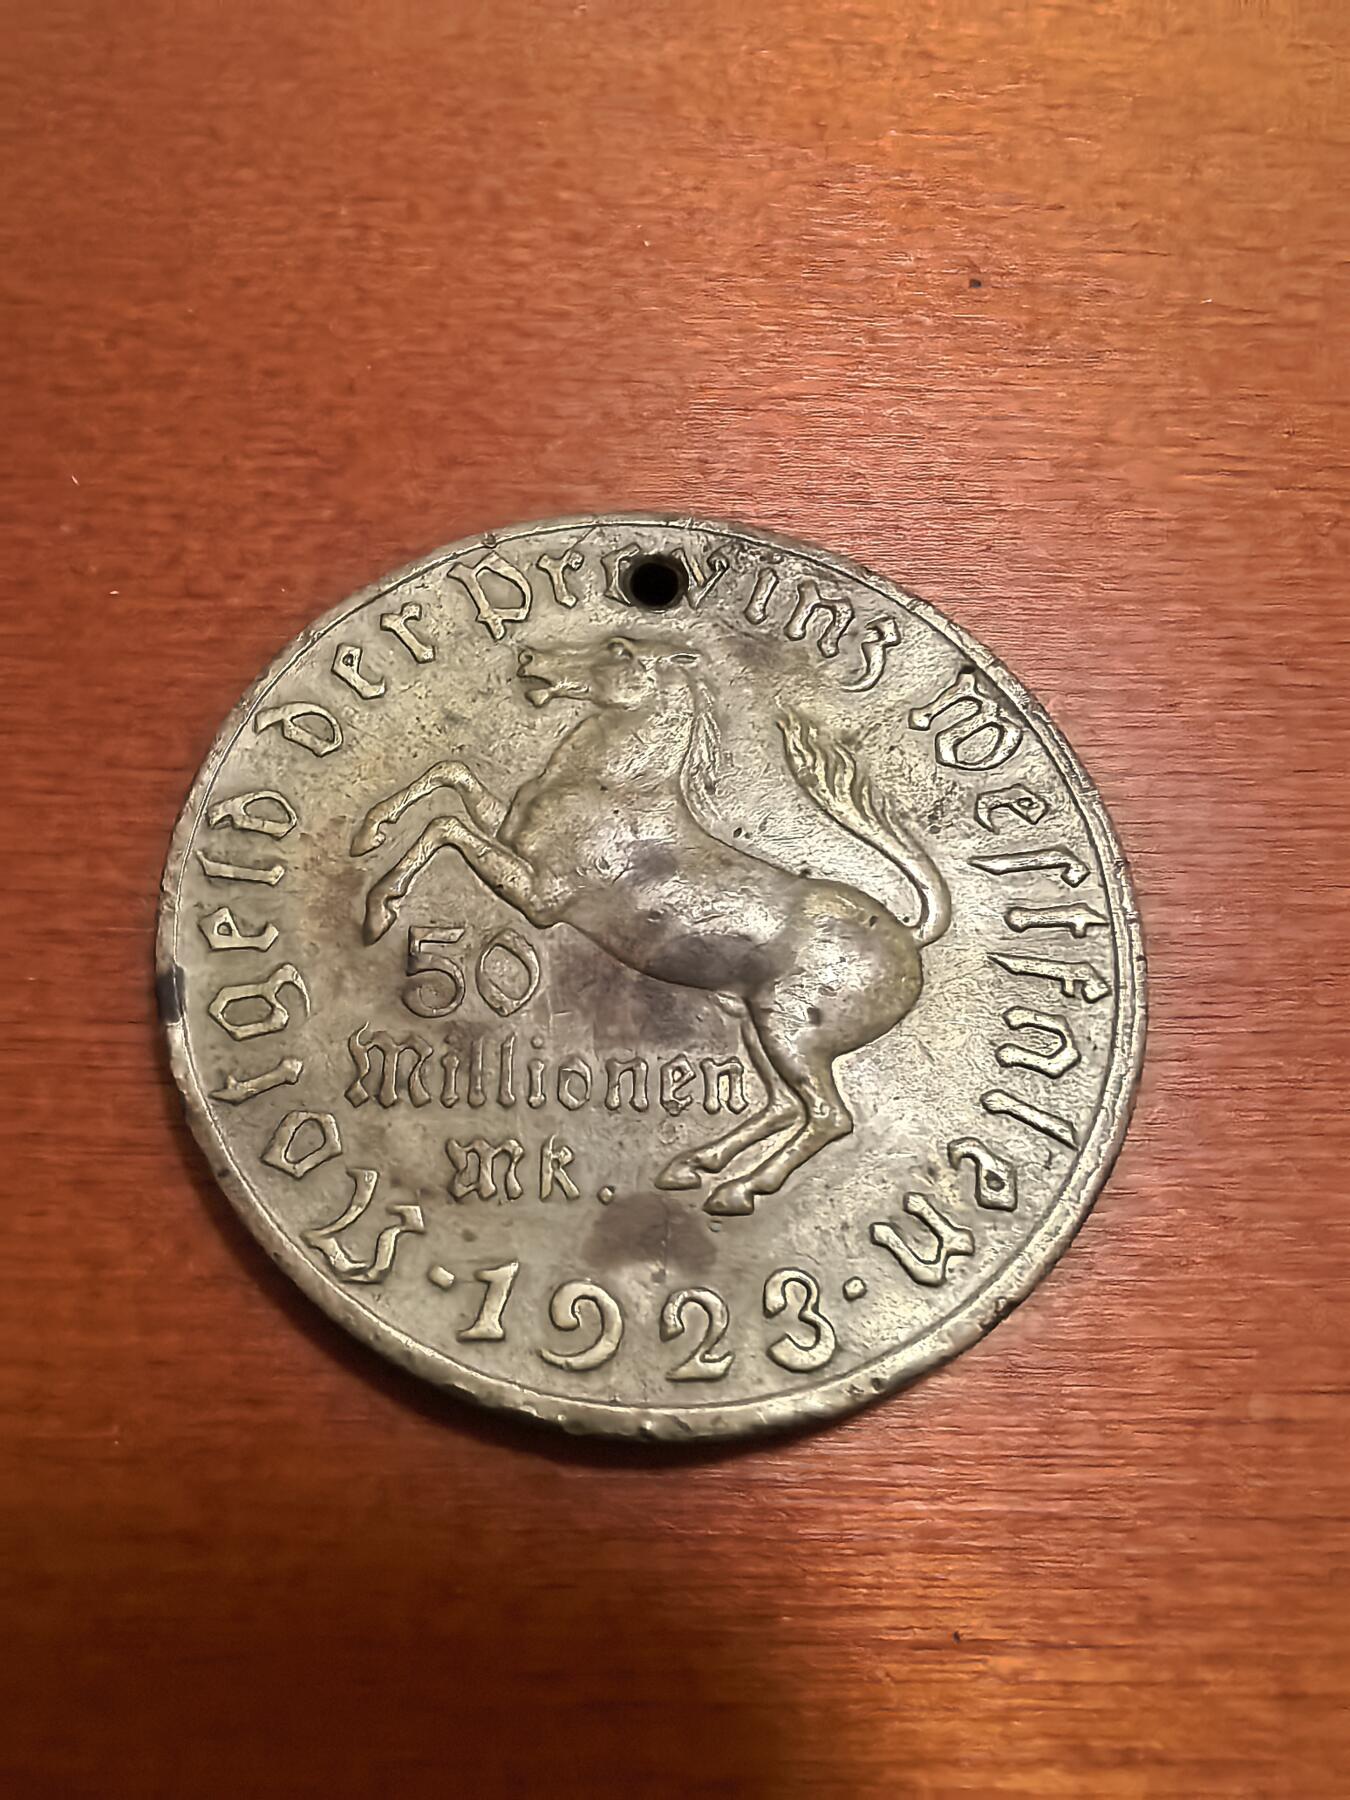 Notgeld der Provinz Westfalen
50
Millionen
Mk.
· 1923 ·